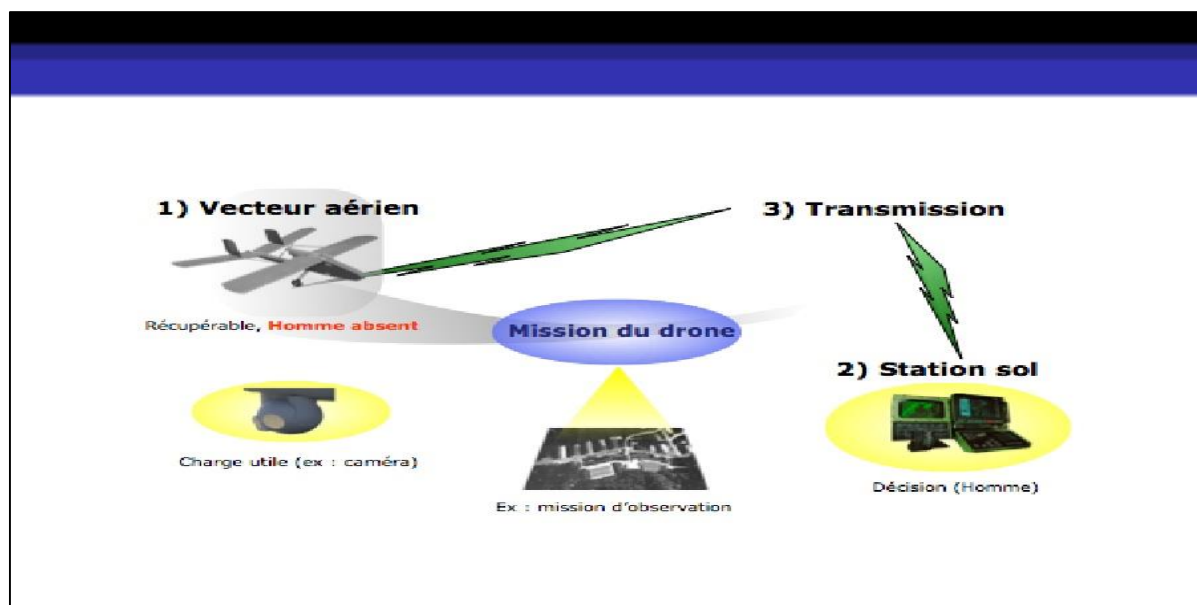 1) Vecteur aérien
3) Transmission
Récupérable, Homme absent
Mission du drone
2) Station sol
Charge utile (ex : caméra)
Décision (Homme)
Ex : mission d'observation